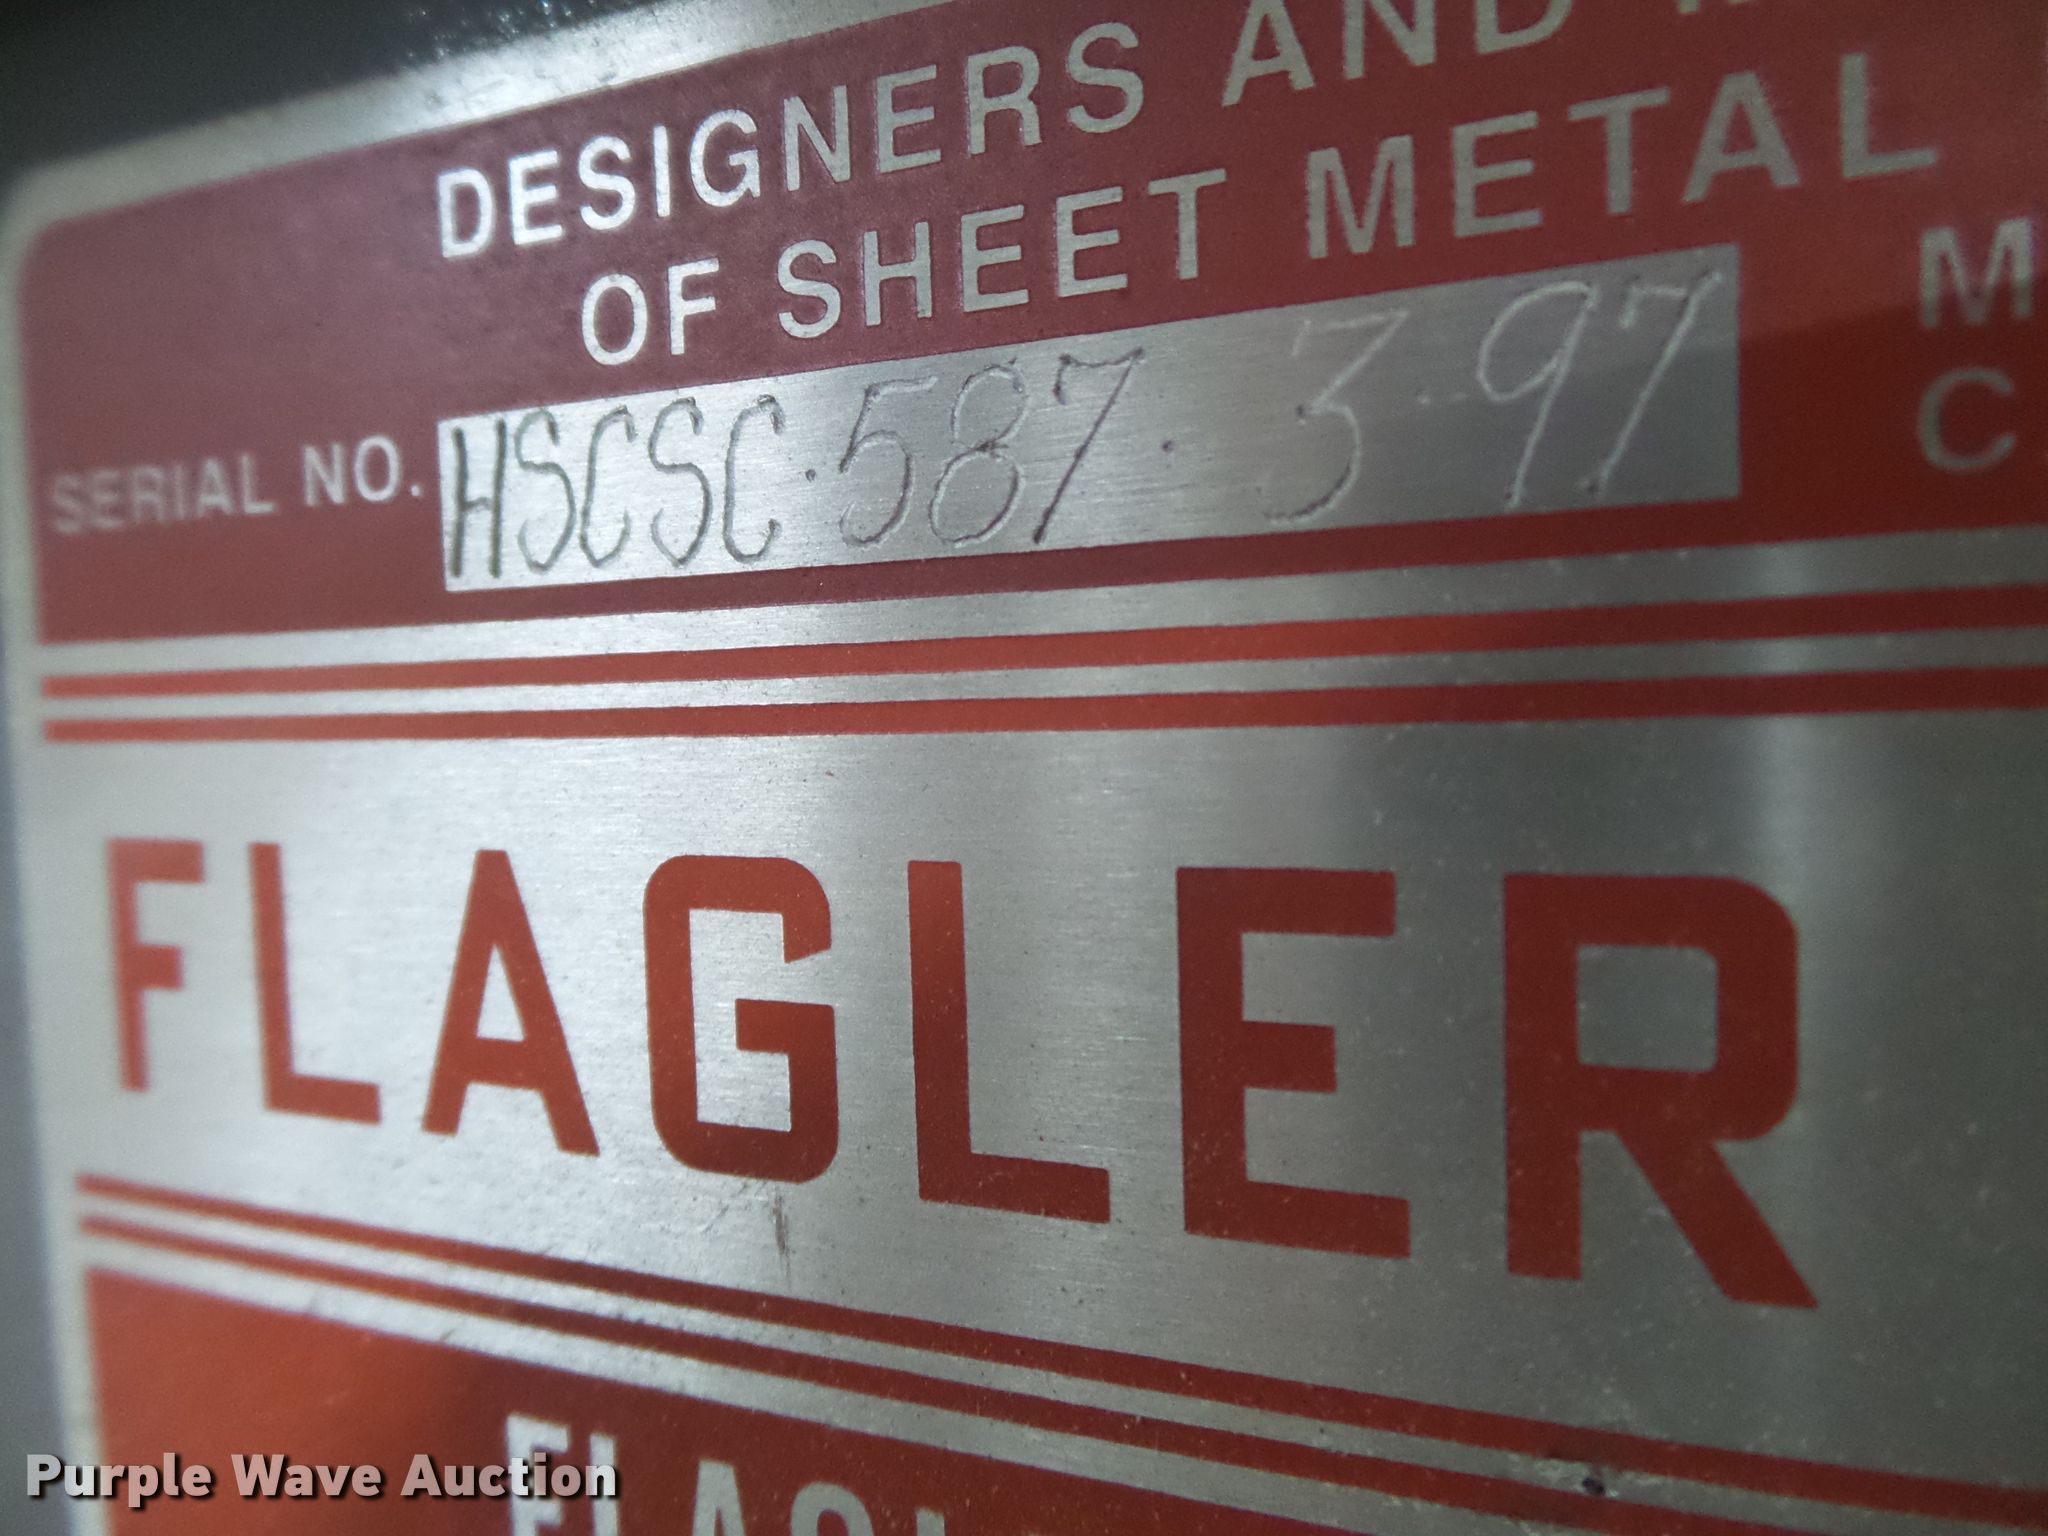 DESIGNERS AND
OF SHEET METAL
SERIAL NO. HSCSC·587·3-97
M
C
FLAGLER
Purple Wave Auction